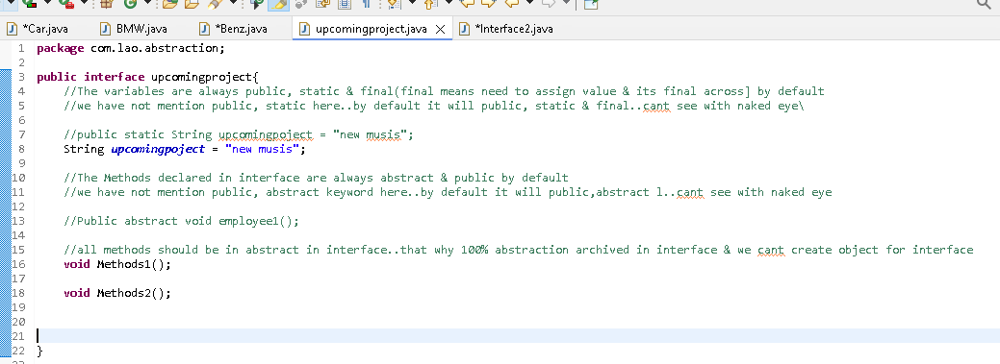 *Car.java BMW.java *Benz.java upcomingproject.java *Interface2.java
1 package com.lao.abstraction;
2
3 public interface upcomingproject{
4 //The variables are always public, static & final(final means need to assign value & its final across] by default
5 //we have not mention public, static here..by default it will public, static & final..cant see with naked eye\
6
7 //public static String upcomingpoject = "new musis";
8 String upcomingpoject = "new musis";
9
10 //The Methods declared in interface are always abstract & public by default
11 //we have not mention public, abstract keyword here..by default it will public,abstract l..cant see with naked eye
12
13 //Public abstract void employee1();
14
15 //all methods should be in abstract in interface..that why 100% abstraction archived in interface & we cant create object for interface
16 void Methods1();
17
18 void Methods2();
19
20
21
22 }